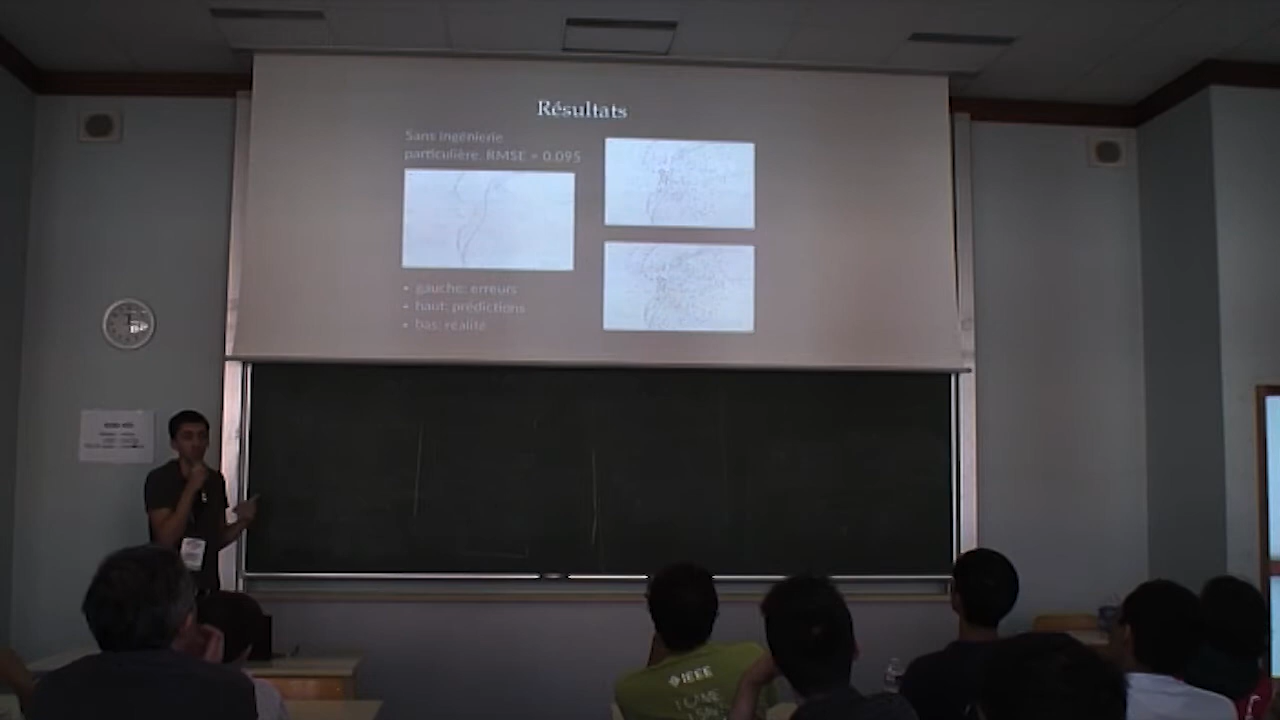 Résultats
Sans ingénierie
particulière. RMSE = 0.095
• gauche: erreurs
• haut: prédictions
• bas: réalité
IEEE